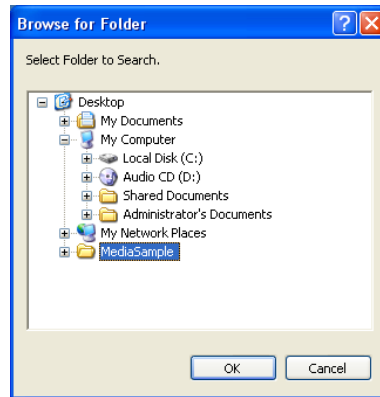 Browse for Folder
Select Folder to Search.
Desktop
My Documents
My Computer
Local Disk (C:)
Audio CD (D:)
Shared Documents
Administrator's Documents
My Network Places
MediaSample
OK Cancel